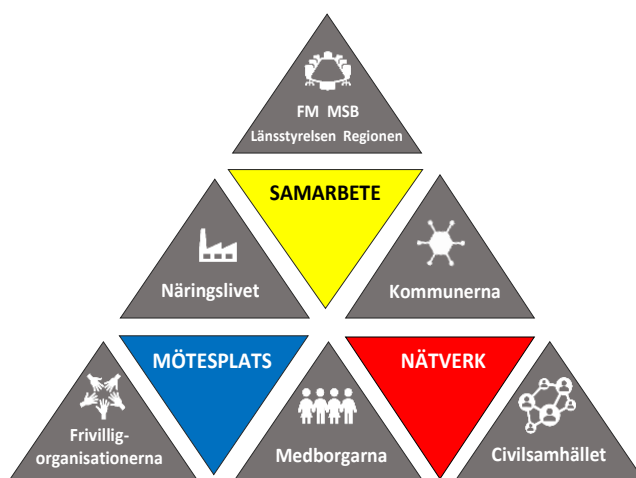 FM MSB
Länsstyrelsen Regionen
SAMARBETE
Näringslivet
Kommunerna
MÖTESPLATS
NÄTVERK
Frivillig-
organisationerna
Medborgarna
Civilsamhället